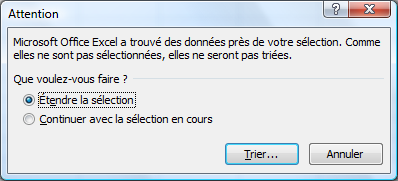 Attention
Microsoft Office Excel a trouvé des données près de votre sélection. Comme
elles ne sont pas sélectionnées, elles ne seront pas triées.
Que voulez-vous faire ?
Étendre la sélection
Continuer avec la sélection en cours
Trier... Annuler